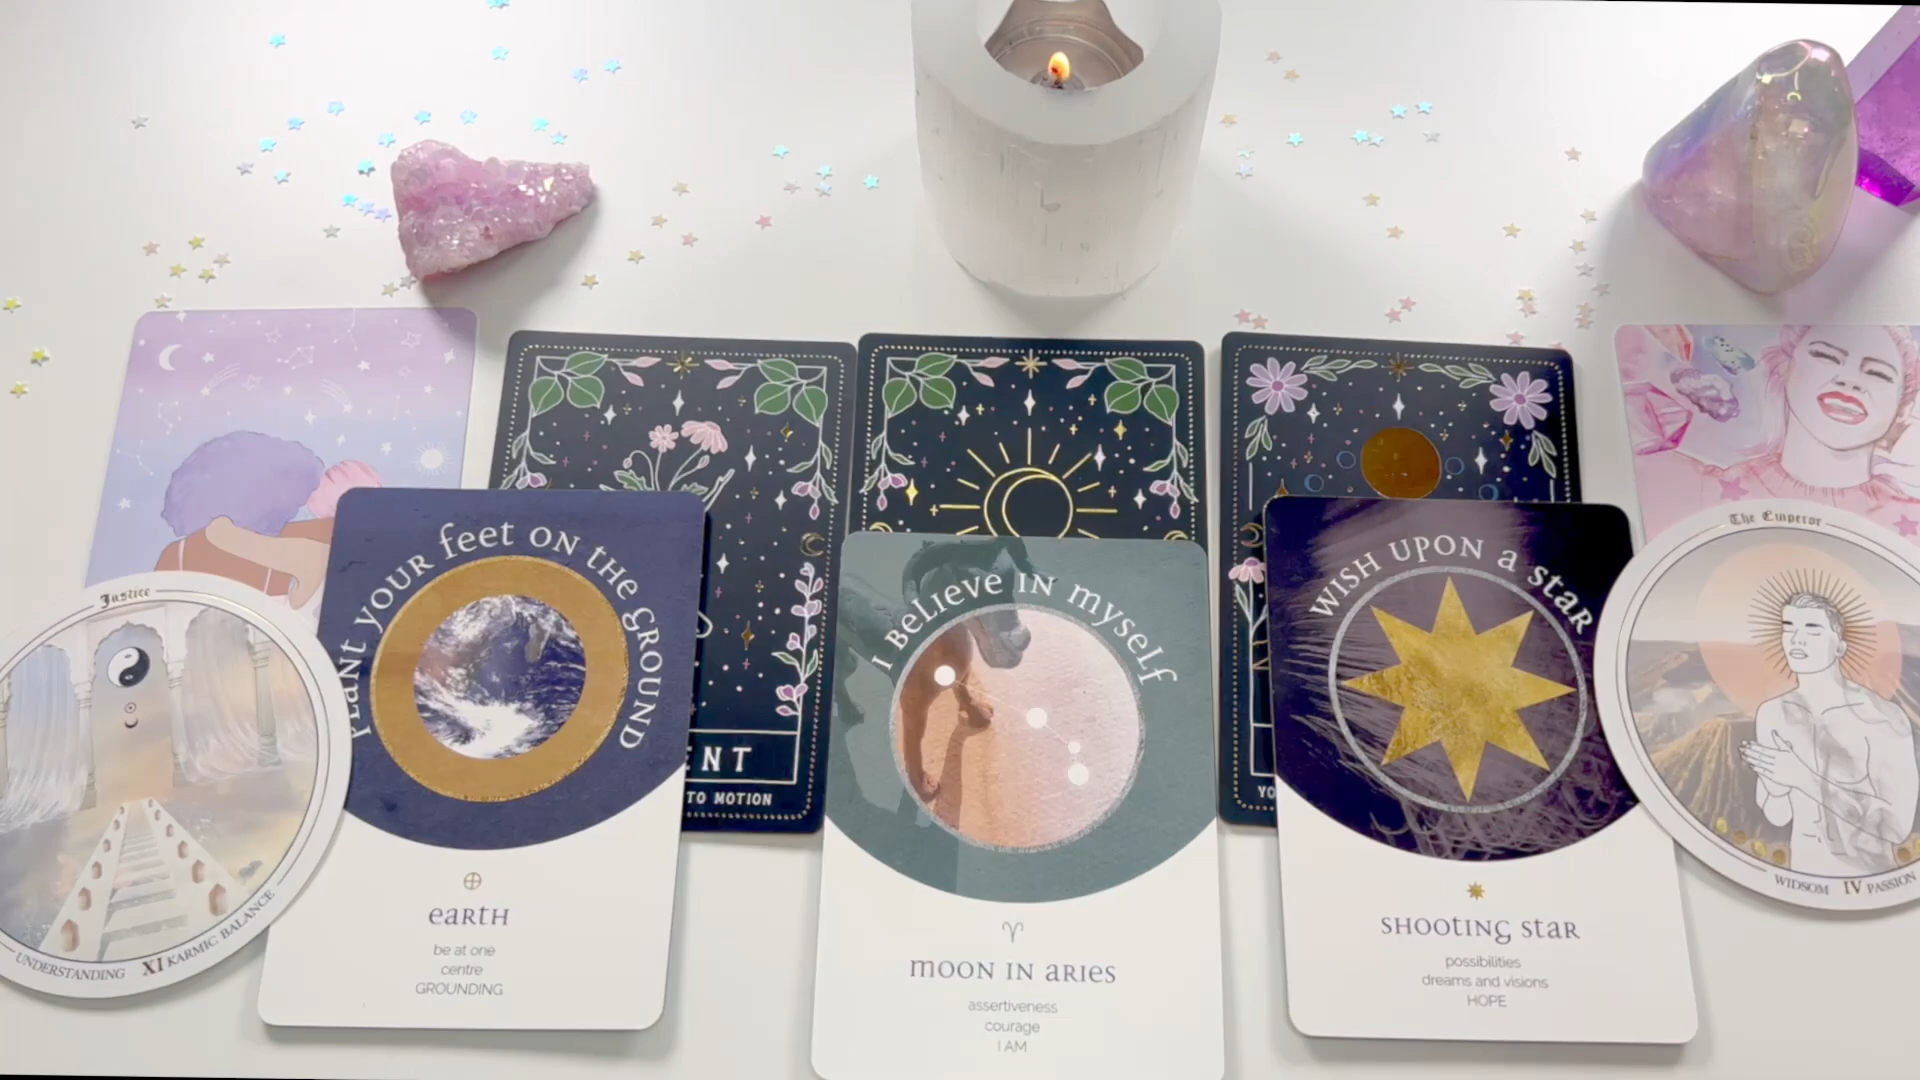 Justice
UNDERSTANDING XI KARMIC BALANCE
PLANT YOUR feet ON the GROUND
earth
be at one
centre
GROUNDING
NT
TO MOTION
I BELIEVE IN myself
MOON IN ARIES
assertiveness
courage
I AM
YO
WISH UPON a staR
SHOOTING STAR
possibilities
dreams and visions
HOPE
The Emperor
WIDSOM IV PASSION